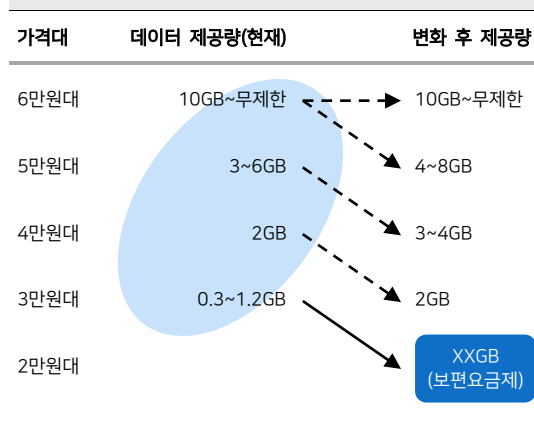 가격대 데이터 제공량(현재) 변화 후 제공량
6만원대 10GB~무제한 10GB~무제한
5만원대 3~6GB 4~8GB
4만원대 2GB 3~4GB
3만원대 0.3~1.2GB 2GB
2만원대 XXGB
(보편요금제)